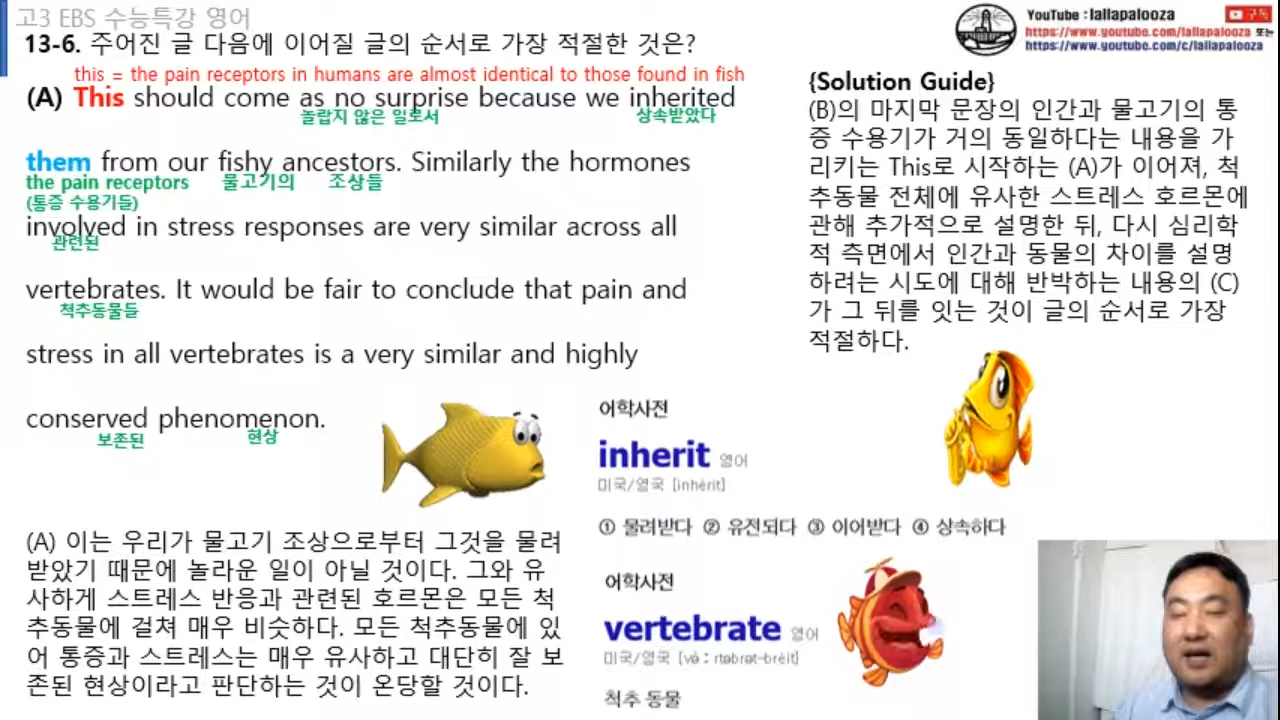 고3 EBS 수능특강 영어
13-6. 주어진 글 다음에 이어질 글의 순서로 가장 적절한 것은?
this = the pain receptors in humans are almost identical to those found in fish
(A) This should come as no surprise because we inherited
놀랍지 않은 일로서 상속받았다
them from our fishy ancestors. Similarly the hormones
the pain receptors 물고기의 조상들
(통증 수용기들)
involved in stress responses are very similar across all
관련된
vertebrates. It would be fair to conclude that pain and
척추동물들
stress in all vertebrates is a very similar and highly
conserved phenomenon.
보존된 현상
(A) 이는 우리가 물고기 조상으로부터 그것을 물려
받았기 때문에 놀라운 일이 아닐 것이다. 그와 유
사하게 스트레스 반응과 관련된 호르몬은 모든 척
추동물에 걸쳐 매우 비슷하다. 모든 척추동물에 있
어 통증과 스트레스는 매우 유사하고 대단히 잘 보
존된 현상이라고 판단하는 것이 온당할 것이다.
어학사전
inherit 영어
미국/영국 [inhérit]
① 물려받다 ② 유전되다 ③ 이어받다 ④ 상속하다
어학사전
vertebrate 영어
미국/영국 [və́ːrtəbrət-brèit]
척추 동물
YouTube : lallapalooza
구독
https://www.youtube.com/lallapalooza 또는
https://www.youtube.com/c/lallapalooza
{Solution Guide}
(B)의 마지막 문장의 인간과 물고기의 통
증 수용기가 거의 동일하다는 내용을 가
리키는 This로 시작하는 (A)가 이어져, 척
추동물 전체에 유사한 스트레스 호르몬에
관해 추가적으로 설명한 뒤, 다시 심리학
적 측면에서 인간과 동물의 차이를 설명
하려는 시도에 대해 반박하는 내용의 (C)
가 그 뒤를 잇는 것이 글의 순서로 가장
적절하다.